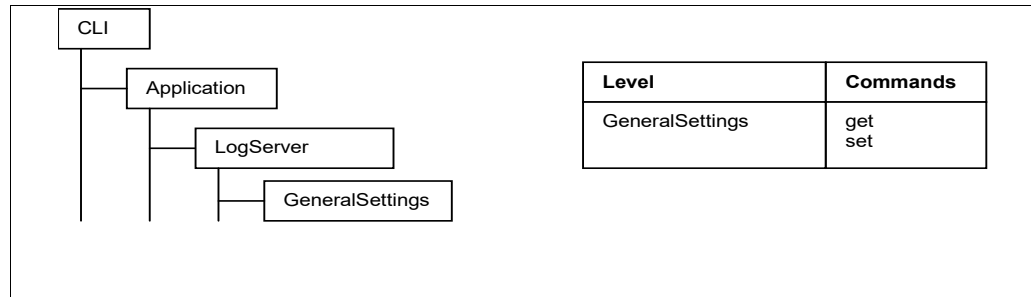 CLI
Application
LogServer
GeneralSettings
Level Commands
GeneralSettings get
set